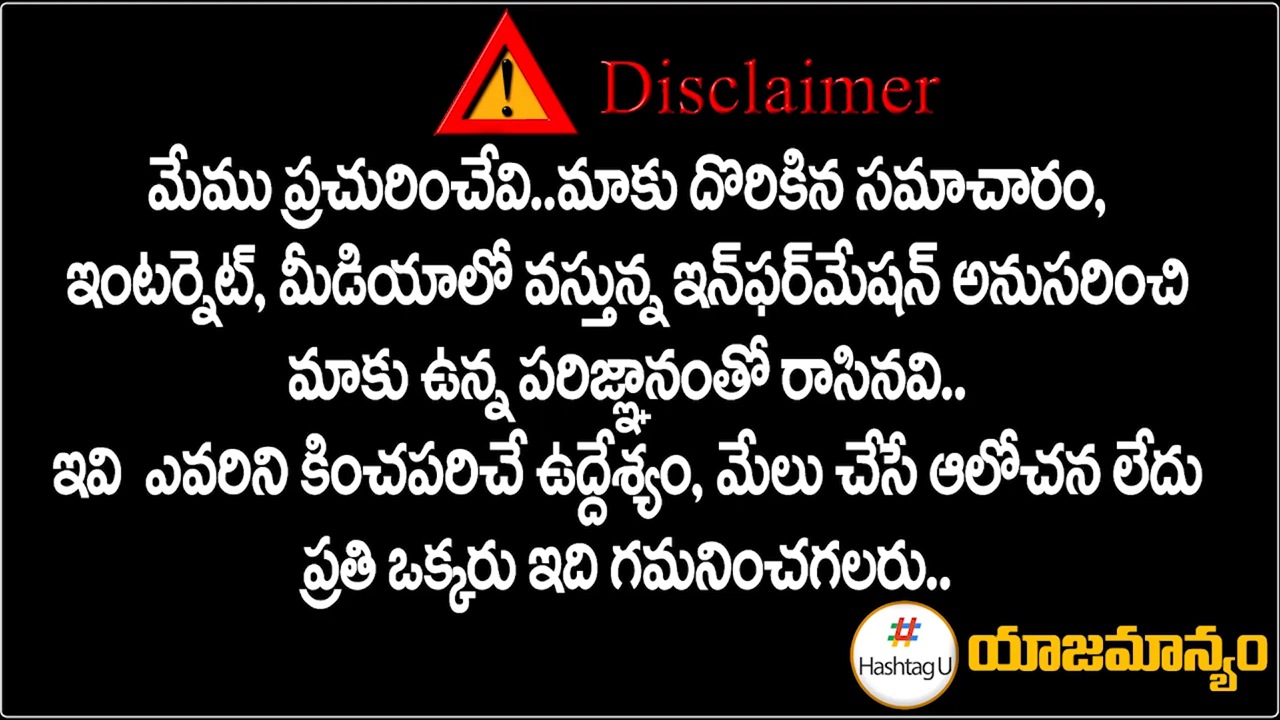 Disclaimer
మేము ప్రచురించేవి..మాకు దొరికిన సమాచారం,
ఇంటర్నెట్, మీడియాలో వస్తున్న ఇన్‌ఫర్‌మేషన్ అనుసరించి
మాకు ఉన్న పరిజ్ఞానంతో రాసినవి..
ఇవి ఎవరిని కించపరిచే ఉద్దేశ్యం, మేలు చేసే ఆలోచన లేదు
ప్రతి ఒక్కరు ఇది గమనించగలరు..
#
Hashtag U
యాజమాన్యం